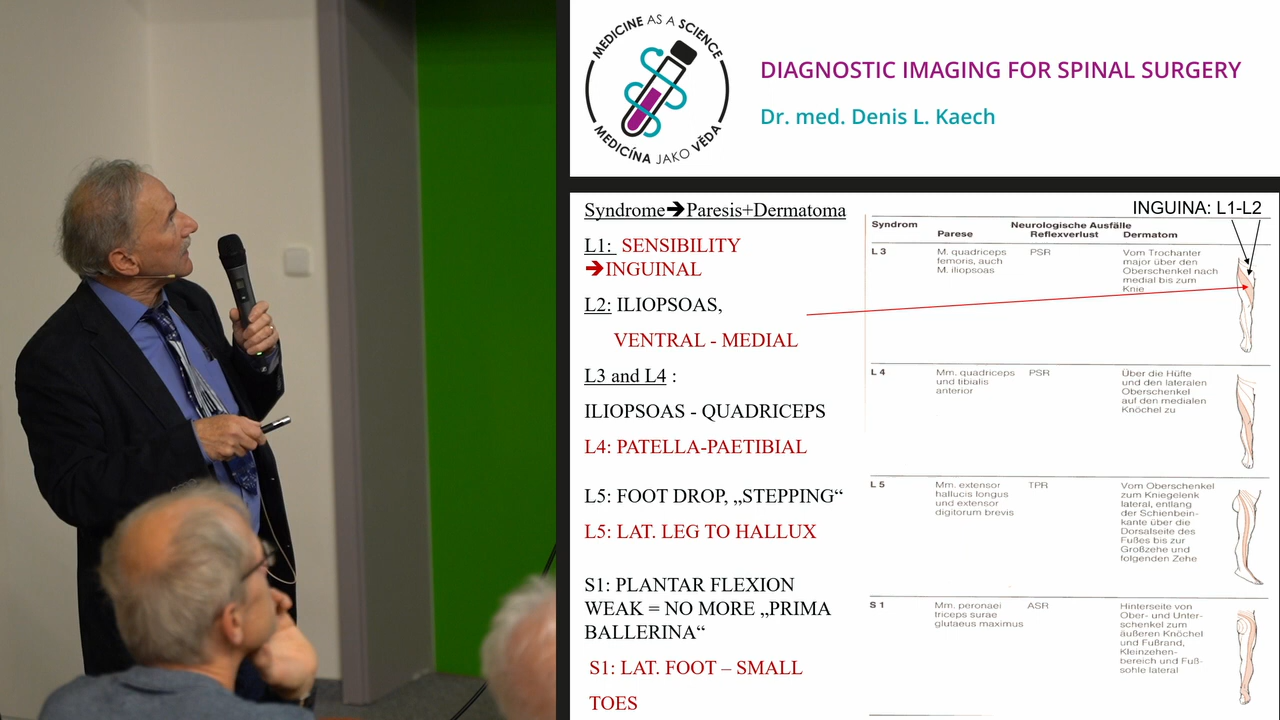 MEDICINE AS A SCIENCE
MEDICÍNA JAKO VĚDA
DIAGNOSTIC IMAGING FOR SPINAL SURGERY
Dr. med. Denis L. Kaech
Syndrome➔Paresis+Dermatoma
L1: SENSIBILITY
➔INGUINAL
L2: ILIOPSOAS,
VENTRAL - MEDIAL
L3 and L4 :
ILIOPSOAS - QUADRICEPS
L4: PATELLA-PAETIBIAL
L5: FOOT DROP, „STEPPING“
L5: LAT. LEG TO HALLUX
S1: PLANTAR FLEXION
WEAK = NO MORE „PRIMA
BALLERINA“
S1: LAT. FOOT – SMALL
TOES
INGUINA: L1-L2
Syndrom
Neurologische Ausfälle
Parese Reflexverlust Dermatom
L 3
M. quadriceps
femoris, auch
M. iliopsoas
PSR
Vom Trochanter
major über den
Oberschenkel nach
medial bis zum
Knie
L 4
Mm. quadriceps
und tibialis
anterior
PSR
Über die Hüfte
und den lateralen
Oberschenkel
auf den medialen
Knöchel zu
L 5
Mm. extensor
hallucis longus
und extensor
digitorum brevis
TPR
Vom Oberschenkel
zum Kniegelenk
lateral, entlang
der Schienbein-
kante über die
Dorsalseite des
Fußes bis zur
Großzehe und
folgenden Zehe
S 1
Mm. peronaei
triceps surae
glutaeus maximus
ASR
Hinterseite von
Ober- und Unter-
schenkel zum
äußeren Knöchel
und Fußrand,
Kleinzehen-
bereich und Fuß-
sohle lateral